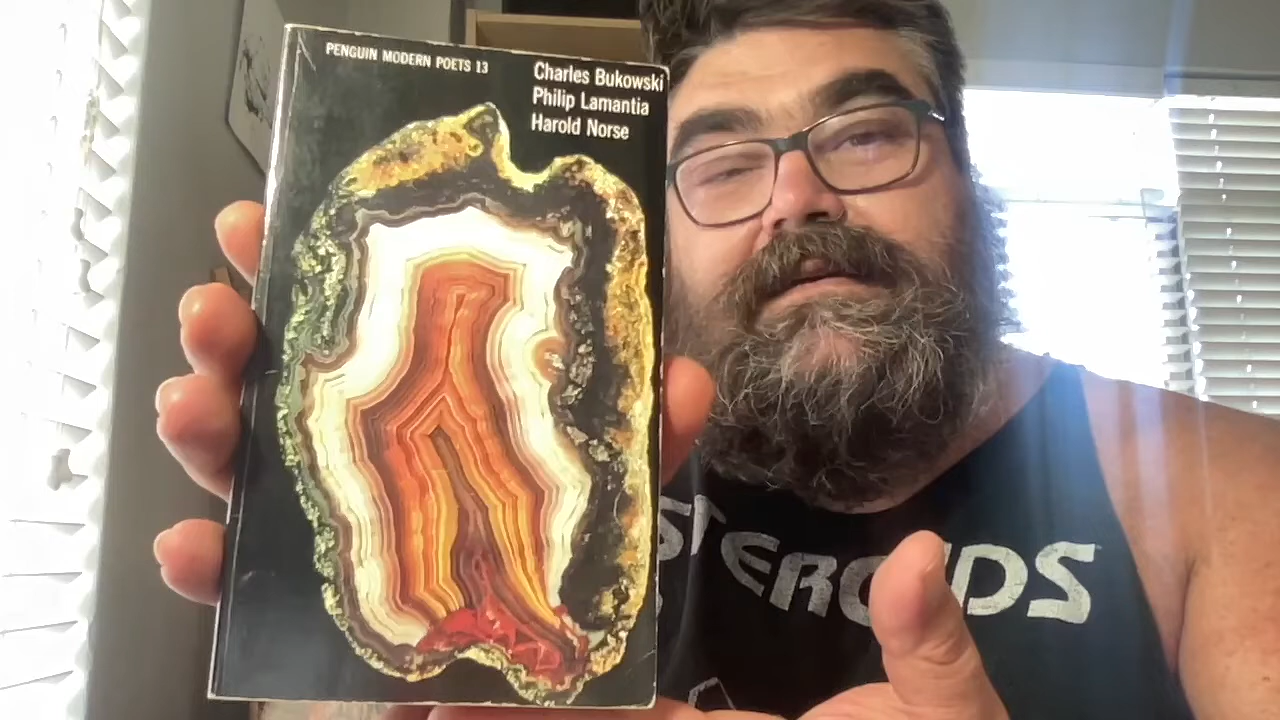 PENGUIN MODERN POETS 13
Charles Bukowski
Philip Lamantia
Harold Norse